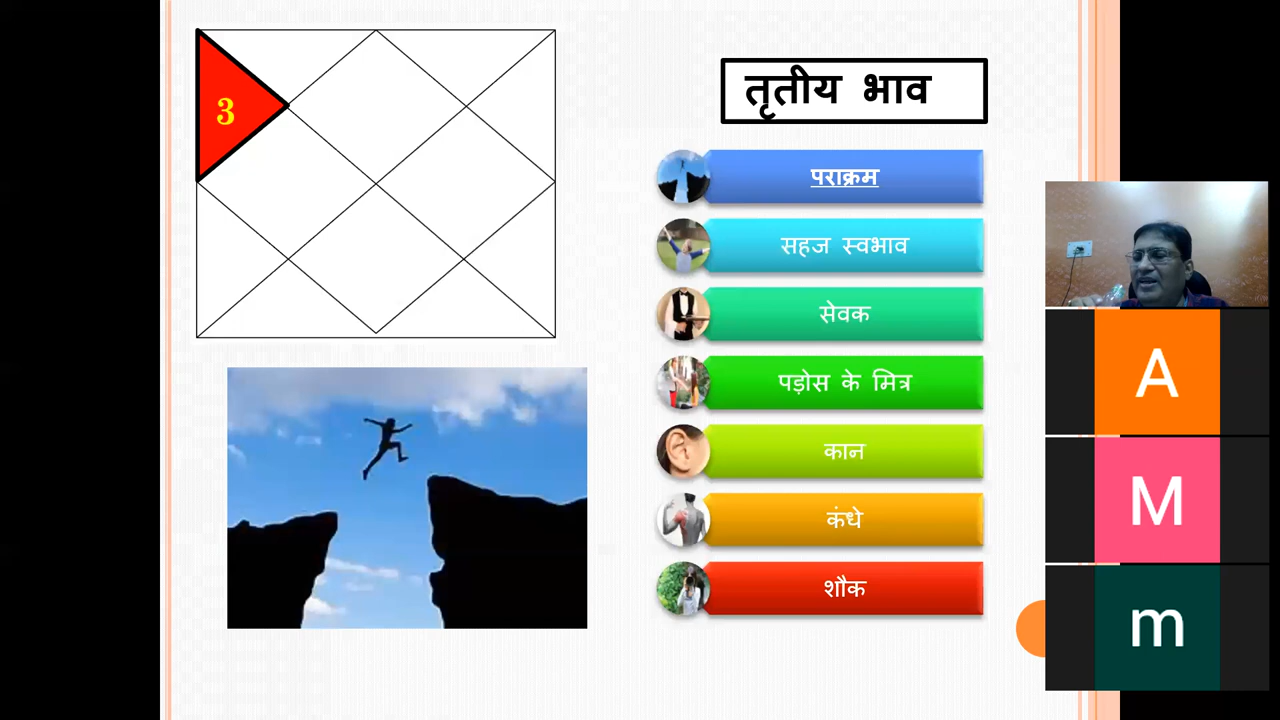 3
तृतीय भाव
पराक्रम
सहज स्वभाव
सेवक
पड़ोस के मित्र
कान
कंधे
शौक
A
M
m